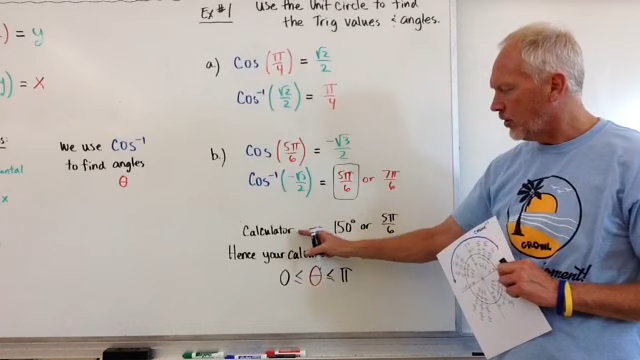 Ex #1 Use the Unit Circle to find
the Trig values & angles.
) = y
y) = x
a.) Cos (π/4) = √2/2
Cos⁻¹ (√2/2) = π/4
We use COS⁻¹
to find angles
θ
b.) Cos (5π/6) = -√3/2
Cos⁻¹ (-√3/2) = 5π/6 or 7π/6
Calculator = 150° or 5π/6
Hence your calcu
0 ≤ θ ≤ π
GROWL